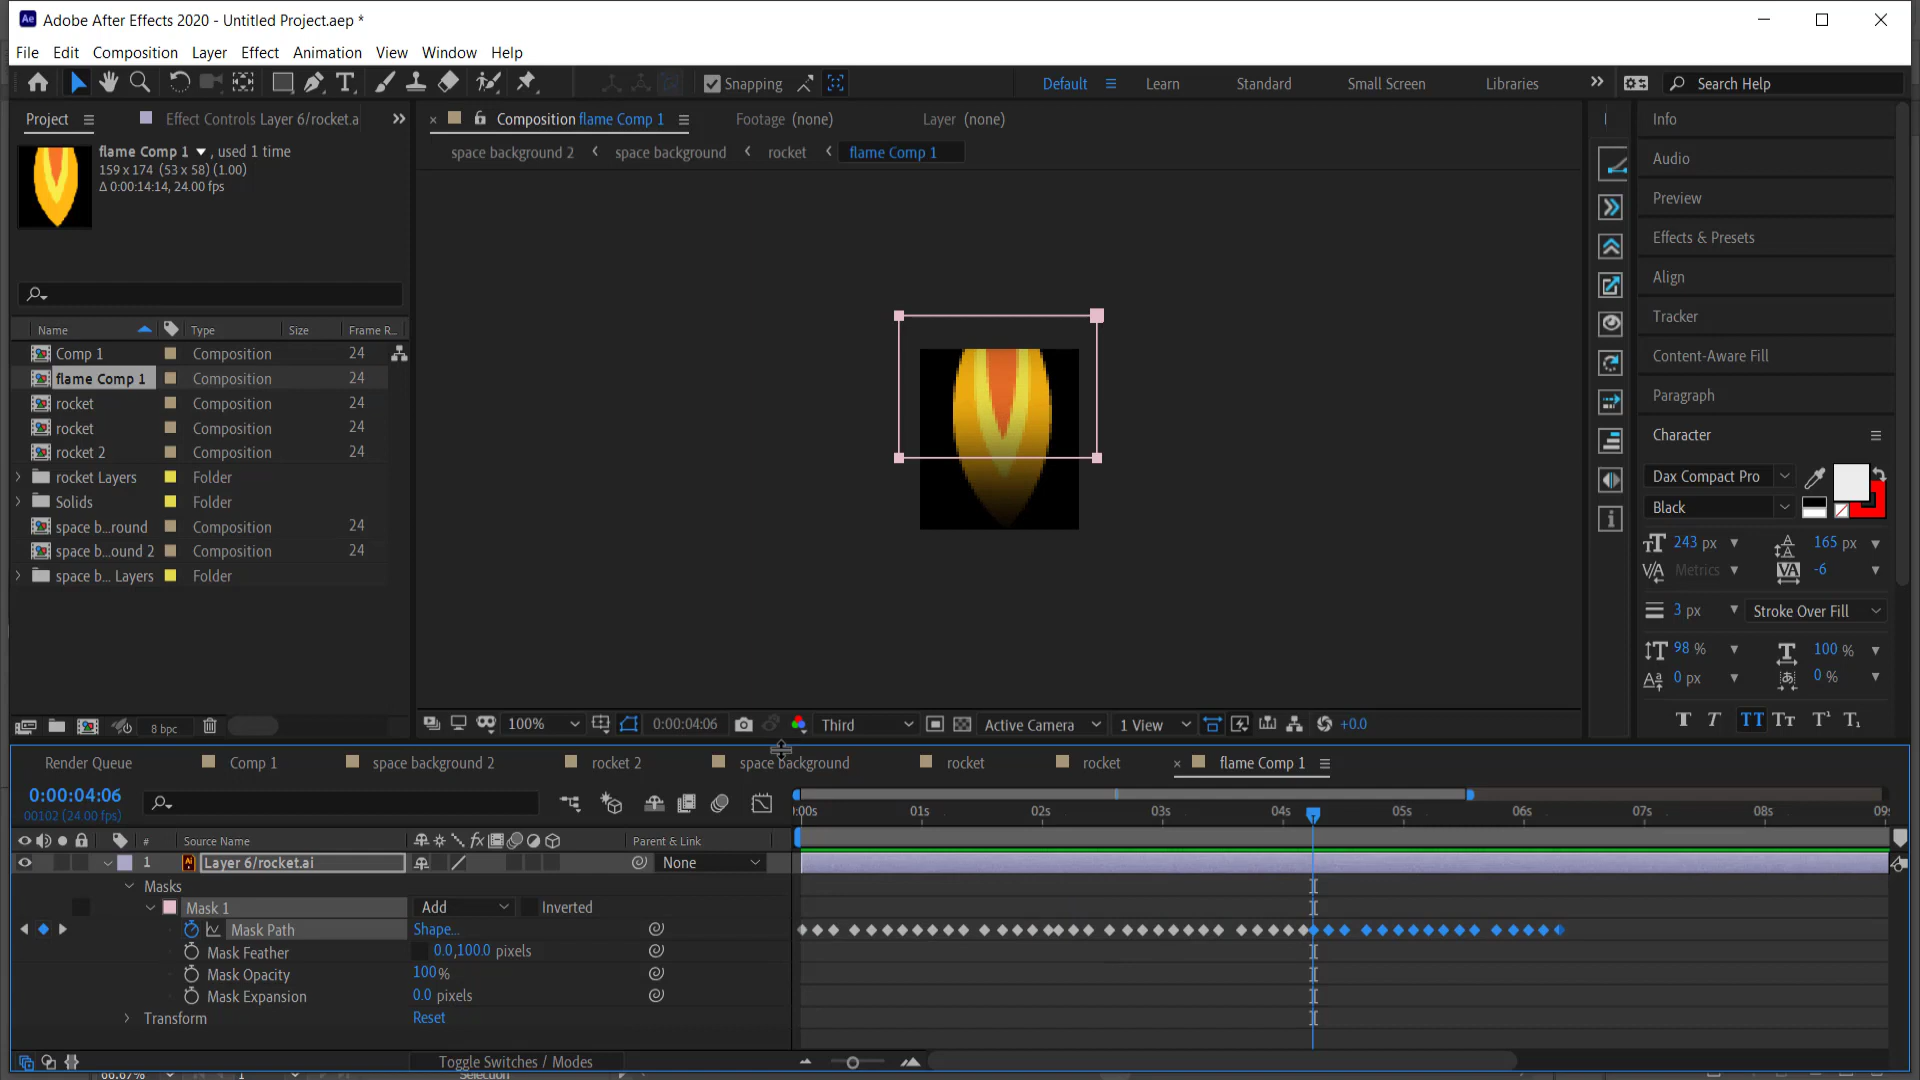 Ae Adobe After Effects 2020 - Untitled Project.aep *
File Edit Composition Layer Effect Animation View Window Help
Snapping Default Learn Standard Small Screen Libraries Search Help
Project Effect Controls Layer 6/rocket.a
Composition flame Comp 1 Footage (none) Layer (none)
space background 2 space background rocket flame Comp 1
flame Comp 1 , used 1 time
159 x 174 (53 x 58) (1.00)
Δ 0:00:14:14, 24.00 fps
Name Type Size Frame R...
Comp 1 Composition 24
flame Comp 1 Composition 24
rocket Composition 24
rocket Composition 24
rocket 2 Composition 24
rocket Layers Folder
Solids Folder
space b...round Composition 24
space b...ound 2 Composition 24
space b... Layers Folder
8 bpc
100% 0:00:04:06 Third Active Camera 1 View +0.0
Info
Audio
Preview
Effects & Presets
Align
Tracker
Content-Aware Fill
Paragraph
Character
Dax Compact Pro
Black
243 px 165 px
Metrics -6
3 px Stroke Over Fill
98 % 100 %
0 px 0 %
Render Queue Comp 1 space background 2 rocket 2 space background rocket rocket flame Comp 1
0:00:04:06
00102 (24.00 fps)
:00s 01s 02s 03s 04s 05s 06s 07s 08s 09s
# Source Name Parent & Link
1 Layer 6/rocket.ai None
Masks
Mask 1 Add Inverted
Mask Path Shape...
Mask Feather 0.0,100.0 pixels
Mask Opacity 100%
Mask Expansion 0.0 pixels
Transform Reset
Toggle Switches / Modes
66.67% 1 Selection